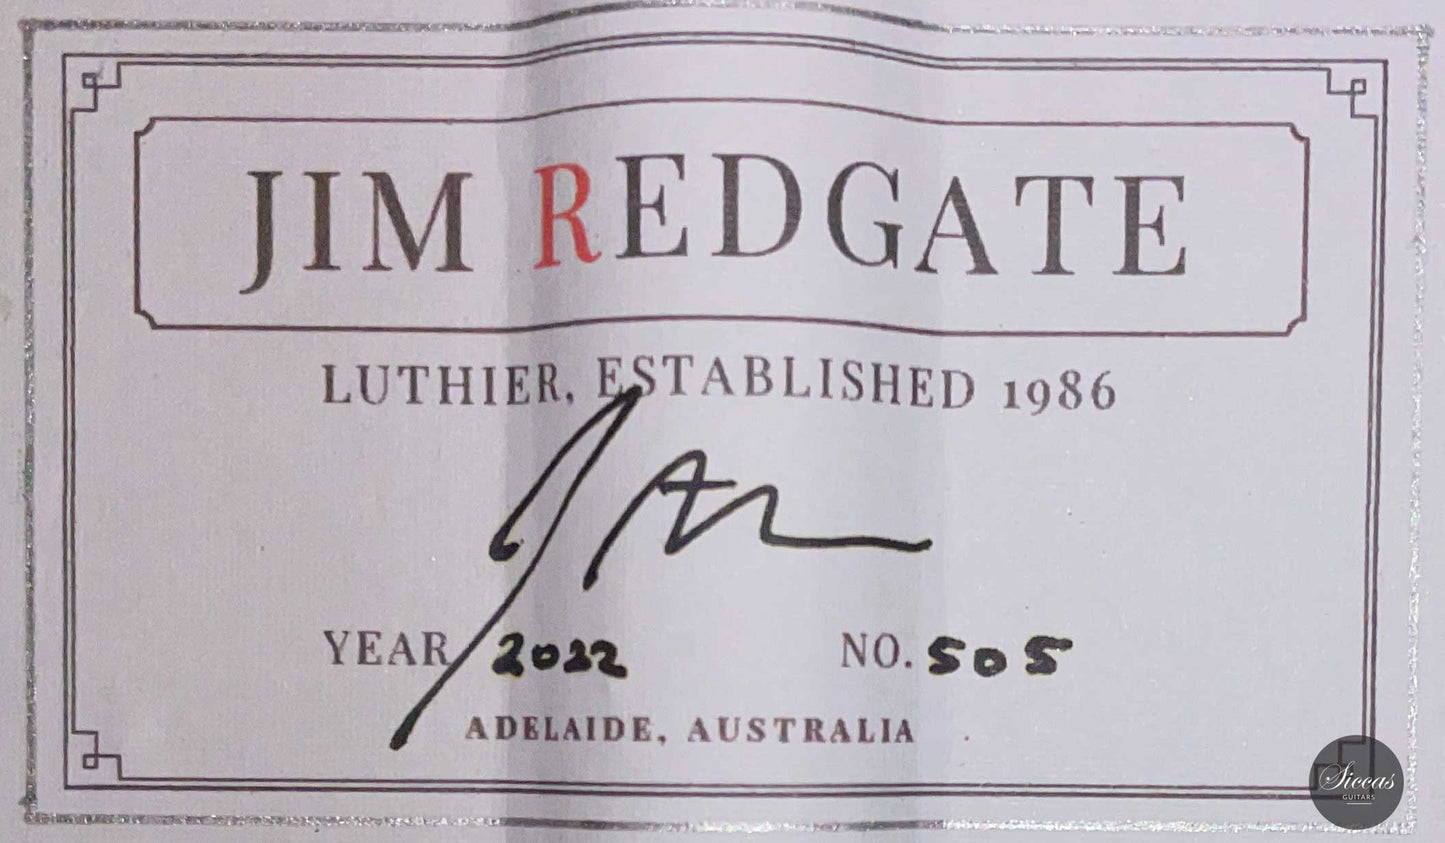 JIM REDGATE
LUTHIER, ESTABLISHED 1986
YEAR 2022 NO. 505
ADELAIDE, AUSTRALIA
Siccas
GUITARS